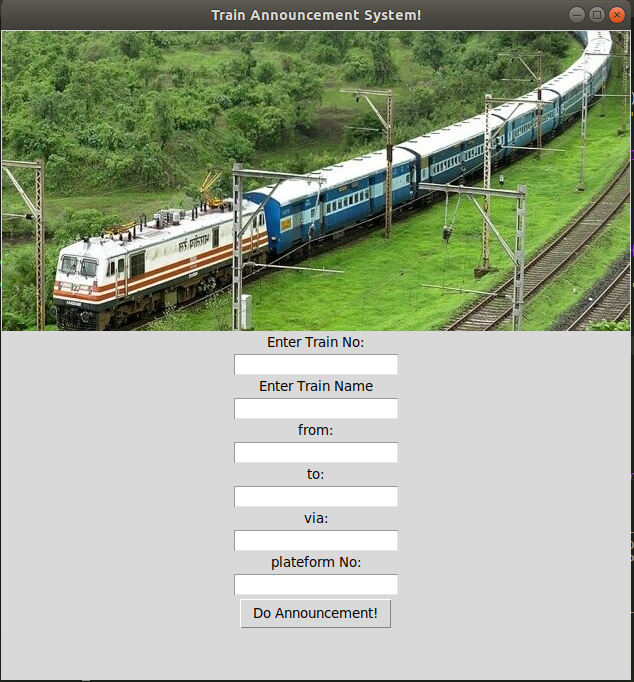 Train Announcement System!
Enter Train No:
Enter Train Name
from:
to:
via:
plateform No:
Do Announcement!